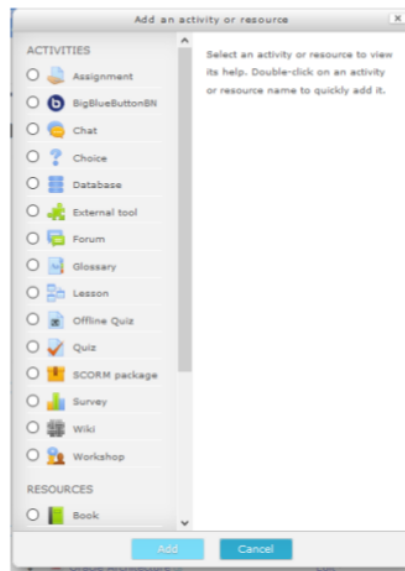 Add an activity or resource
ACTIVITIES
Assignment
BigBlueButtonBN
Chat
Choice
Database
External tool
Forum
Glossary
Lesson
Offline Quiz
Quiz
SCORM package
Survey
Wiki
Workshop
RESOURCES
Book
Select an activity or resource to view
its help. Double-click on an activity
or resource name to quickly add it.
Add
Cancel